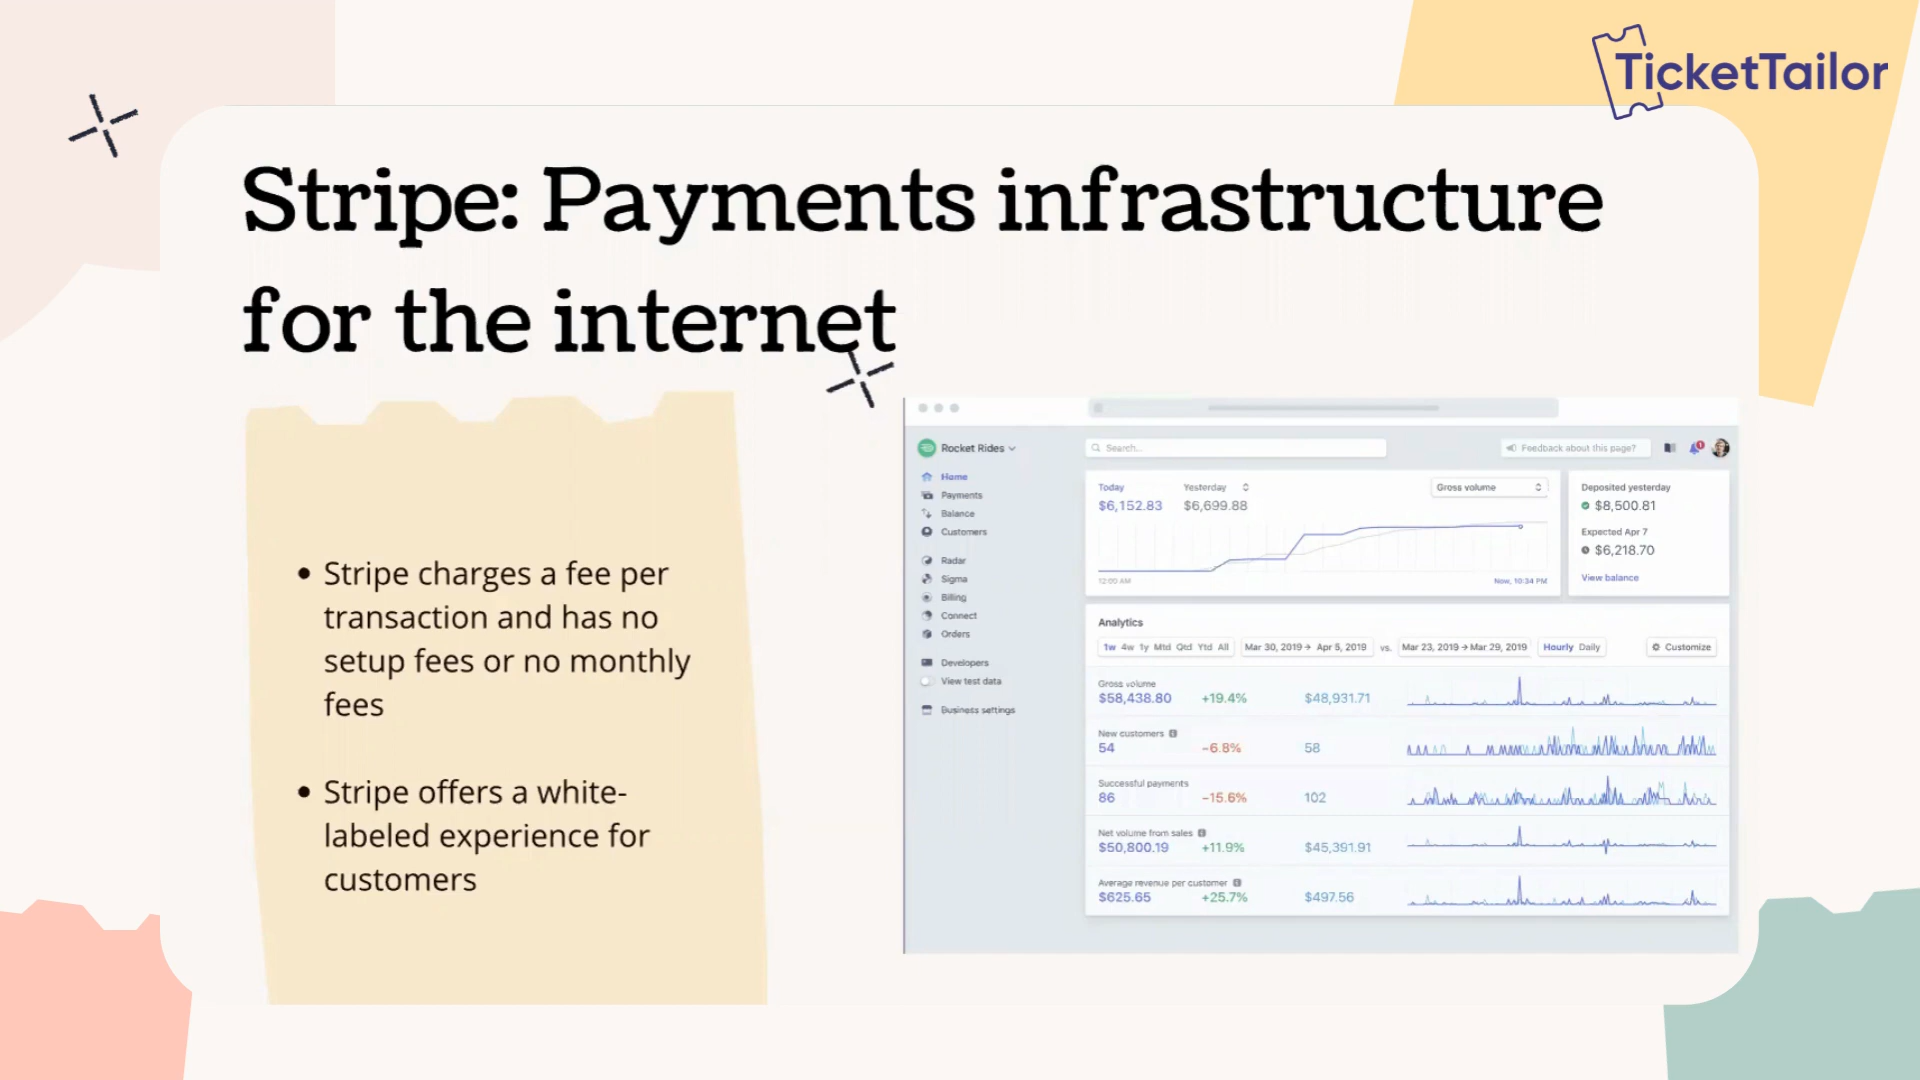 TicketTailor
Stripe: Payments infrastructure
for the internet
• Stripe charges a fee per
transaction and has no
setup fees or no monthly
fees
• Stripe offers a white-
labeled experience for
customers
Rocket Rides
Search...
Feedback about this page?
1
Home
Payments
Balance
Customers
Radar
Sigma
Billing
Connect
Orders
Developers
View test data
Business settings
Today
Yesterday
Gross volume
$6,152.83
$6,699.88
12:00 AM
Now, 10:34 PM
Deposited yesterday
$8,500.81
Expected Apr 7
$6,218.70
View balance
Analytics
1w 4w 1y Mtd Qtd Ytd All Mar 30, 2019 → Apr 5, 2019 vs. Mar 23, 2019 → Mar 29, 2019 Hourly Daily Customize
Gross volume
$58,438.80 +19.4% $48,931.71
New customers
54 −6.8% 58
Successful payments
86 −15.6% 102
Net volume from sales
$50,800.19 +11.9% $45,391.91
Average revenue per customer
$625.65 +25.7% $497.56